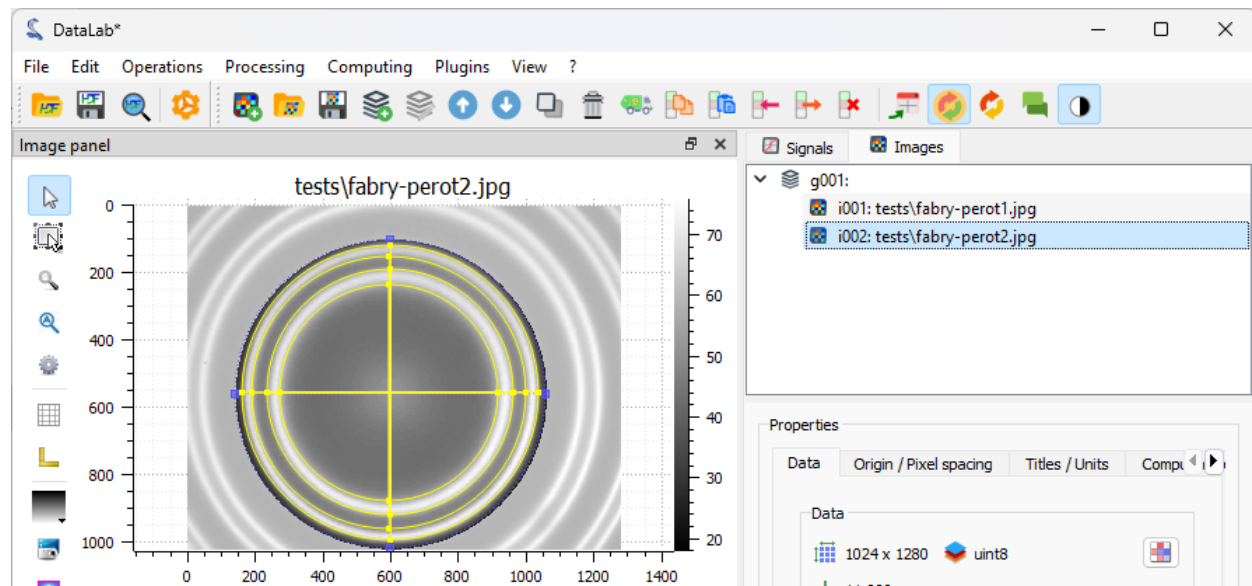 DataLab*
File Edit Operations Processing Computing Plugins View ?
Image panel
Signals Images
tests\fabry-perot2.jpg
g001:
i001: tests\fabry-perot1.jpg
i002: tests\fabry-perot2.jpg
0
200
400
600
800
1000
0 200 400 600 800 1000 1200 1400
70
60
50
40
30
20
Properties
Data Origin / Pixel spacing Titles / Units
Data
1024 x 1280 uint8